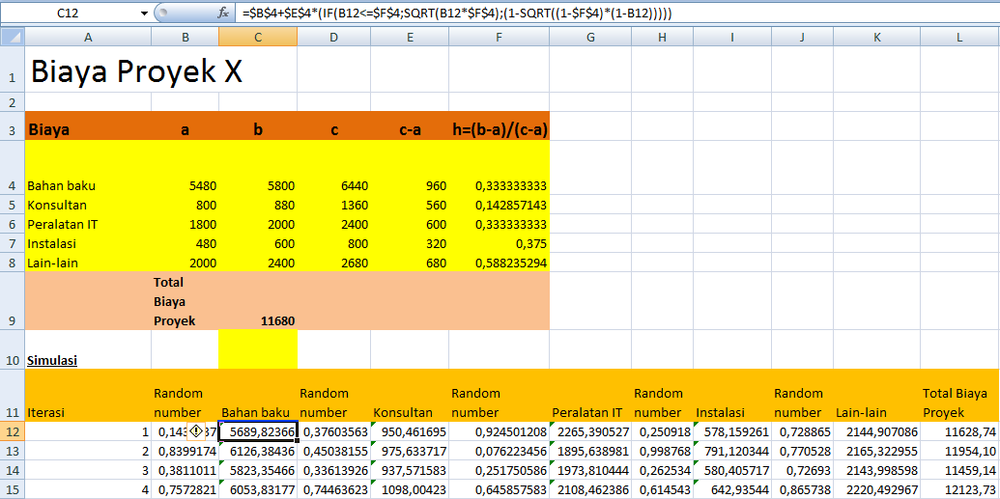 C12 fx =$B$4+$E$4*(IF(B12<=$F$4;SQRT(B12*$F$4);(1-SQRT((1-$F$4)*(1-B12)))))
A B C D E F G H I J K L
1 Biaya Proyek X
2
3 Biaya a b c c-a h=(b-a)/(c-a)
4 Bahan baku 5480 5800 6440 960 0,333333333
5 Konsultan 800 880 1360 560 0,142857143
6 Peralatan IT 1800 2000 2400 600 0,333333333
7 Instalasi 480 600 800 320 0,375
8 Lain-lain 2000 2400 2680 680 0,588235294
Total
Biaya
9 Proyek 11680
10 Simulasi
Random Random Random Random Random Total Biaya
11 Iterasi number Bahan baku number Konsultan number Peralatan IT number Instalasi number Lain-lain Proyek
12 1 5689,82366 0,37603563 950,461695 0,924501208 2265,390527 0,250918 578,159261 0,728865 2144,907086 11628,74
13 2 0,8399174 6126,38436 0,45038155 975,633717 0,076223456 1895,638981 0,998768 791,120344 0,770528 2165,322955 11954,10
14 3 0,3811011 5823,35466 0,33613926 937,571583 0,251750586 1973,810444 0,262534 580,405717 0,72693 2143,998598 11459,14
15 4 0,7572821 6053,83177 0,74463623 1098,00423 0,645857583 2108,462386 0,614543 642,93544 0,865738 2220,492967 12123,73